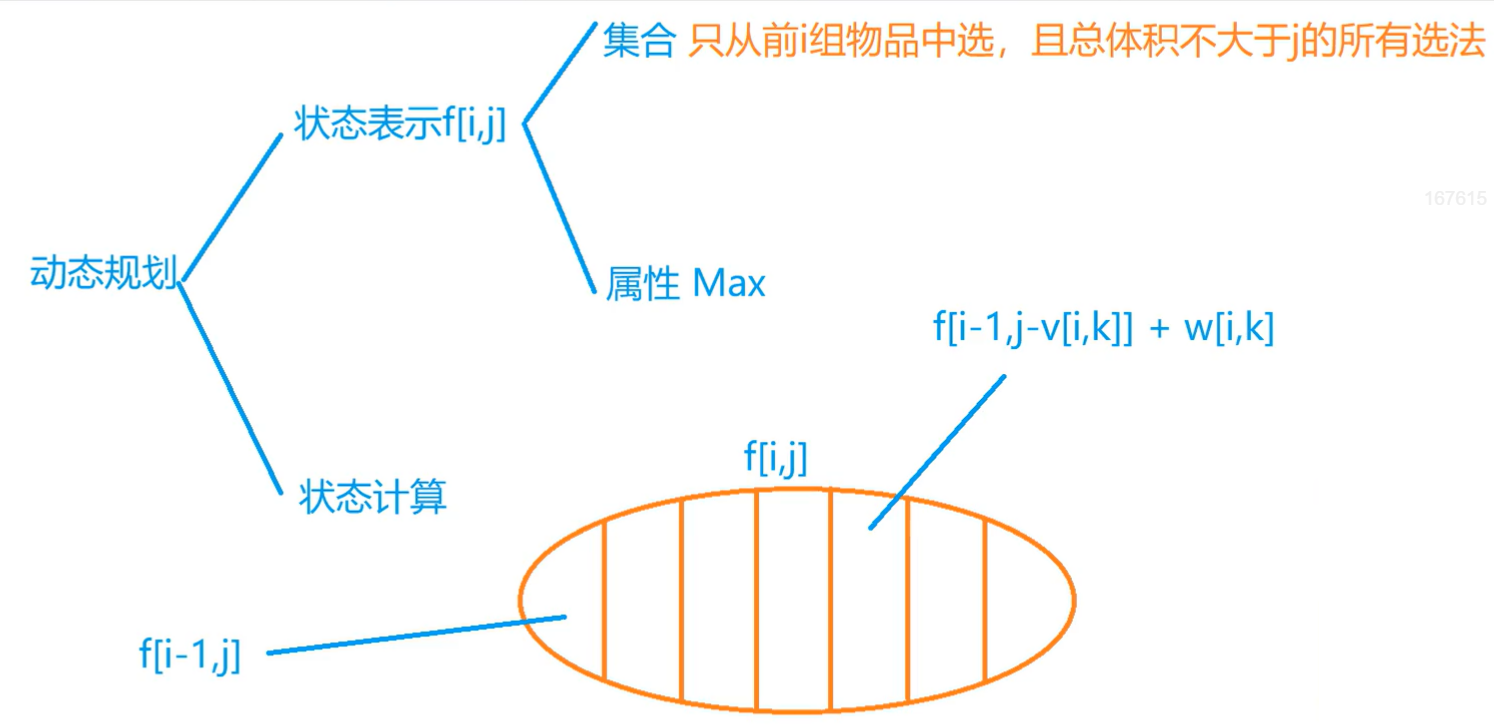 集合 只从前i组物品中选，且总体积不大于j的所有选法
状态表示f[i,j]
167615
动态规划
属性 Max
f[i-1,j-v[i,k]] + w[i,k]
f[i,j]
状态计算
f[i-1,j]